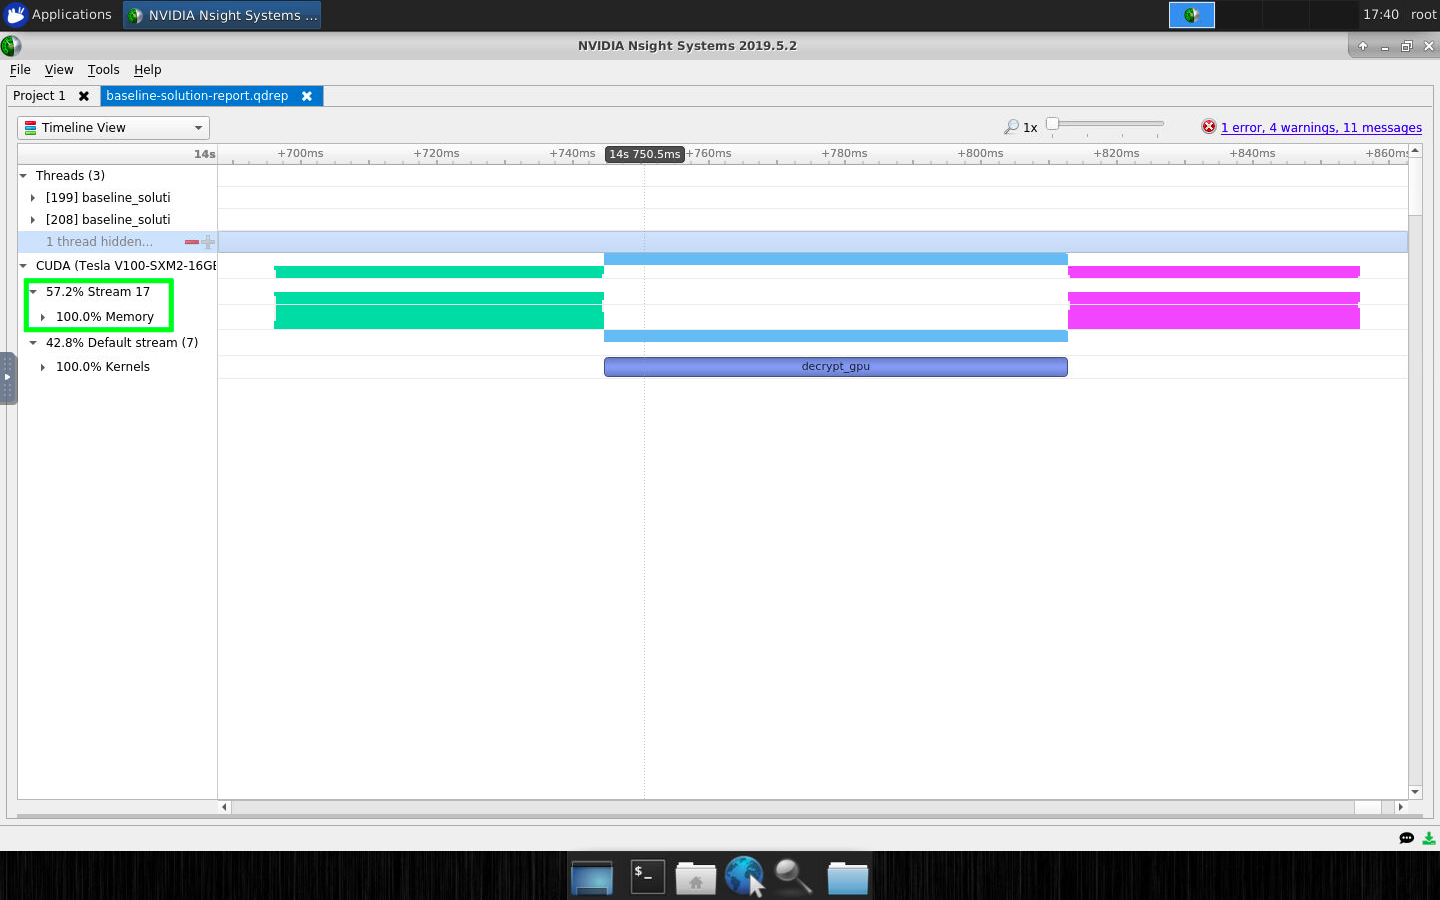 Applications NVIDIA Nsight Systems ... 17:40 root
NVIDIA Nsight Systems 2019.5.2
File View Tools Help
Project 1 baseline-solution-report.qdrep
Timeline View 1x 1 error, 4 warnings, 11 messages
14s +700ms +720ms +740ms 14s 750.5ms +760ms +780ms +800ms +820ms +840ms +860ms
Threads (3)
[199] baseline_soluti
[208] baseline_soluti
1 thread hidden...
CUDA (Tesla V100-SXM2-16GB
57.2% Stream 17
100.0% Memory
42.8% Default stream (7)
100.0% Kernels decrypt_gpu
$_